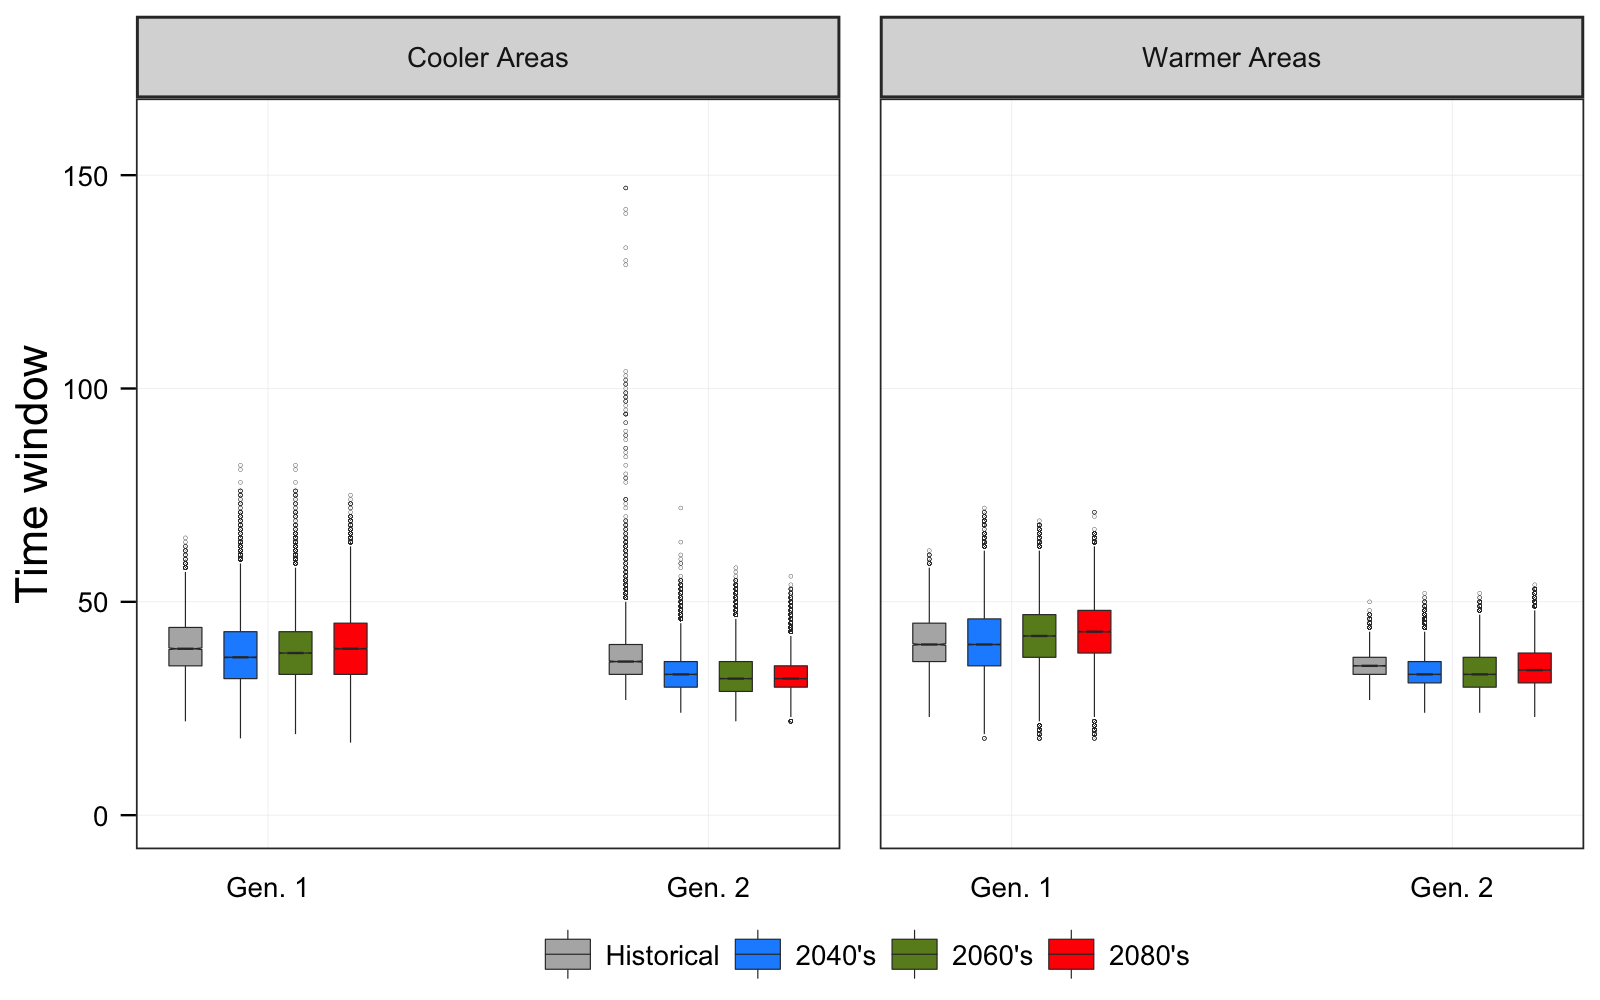 Cooler Areas
Warmer Areas
Time window
150
100
50
0
Gen. 1
Gen. 2
Gen. 1
Gen. 2
Historical
2040's
2060's
2080's